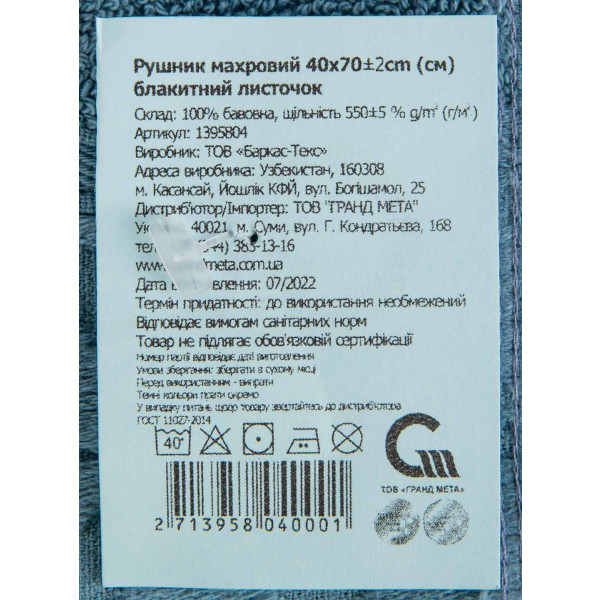 Рушник махровий 40х70±2cm (см)
блакитний листочок
Склад: 100% бавовна, щільність 550±5 % g/m² (г/м²)
Артикул: 1395804
Виробник: ТОВ «Баркас-Текс»
Адреса виробника: Узбекистан, 160308
м. Касансай, Йошлік КФЙ, вул. Богішамол, 25
Дистриб'ютор/Імпортер: ТОВ "ГРАНД МЕТА"
40021, м. Суми, вул. Г. Кондратьєва, 168
383-13-16
meta.com.ua
Дата 07/2022
Термін придатності: до використання необмежений
Відповідає вимогам санітарних норм
Товар не підлягає обов'язковій сертифікації
Номер партії відповідає даті виготовлення
Умови зберігання: зберігати в сухому місці
Перед використанням - випрати
Темні кольори прати окремо
У випадку питань щодо товару звертайтесь до дистриб'ютора
ГОСТ 11027-2014
40°
ТОВ «ГРАНД МЕТА»
2 713958 040001